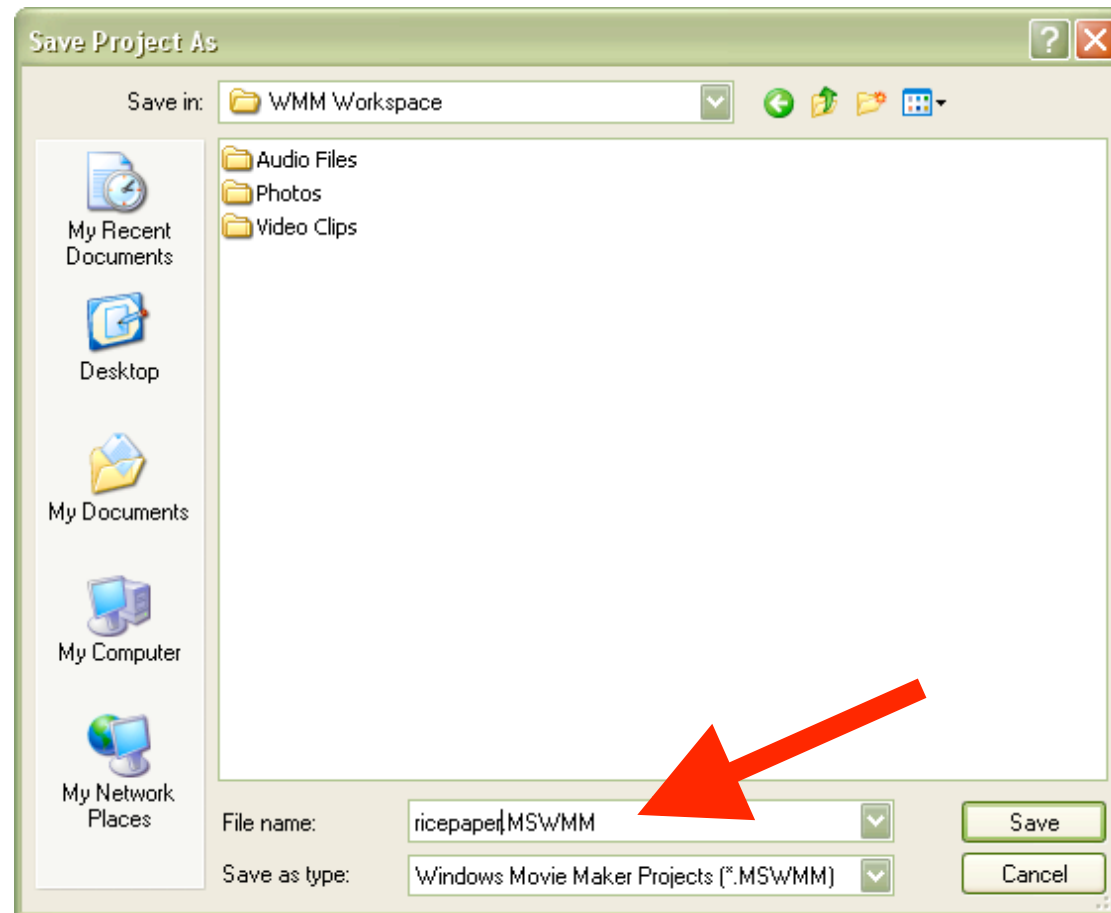 Save Project As
Save in:
WMM Workspace
Audio Files
Photos
Video Clips
My Recent
Documents
Desktop
My Documents
My Computer
My Network
Places
File name:
ricepaper.MSWMM
Save
Save as type:
Windows Movie Maker Projects (*.MSWMM)
Cancel